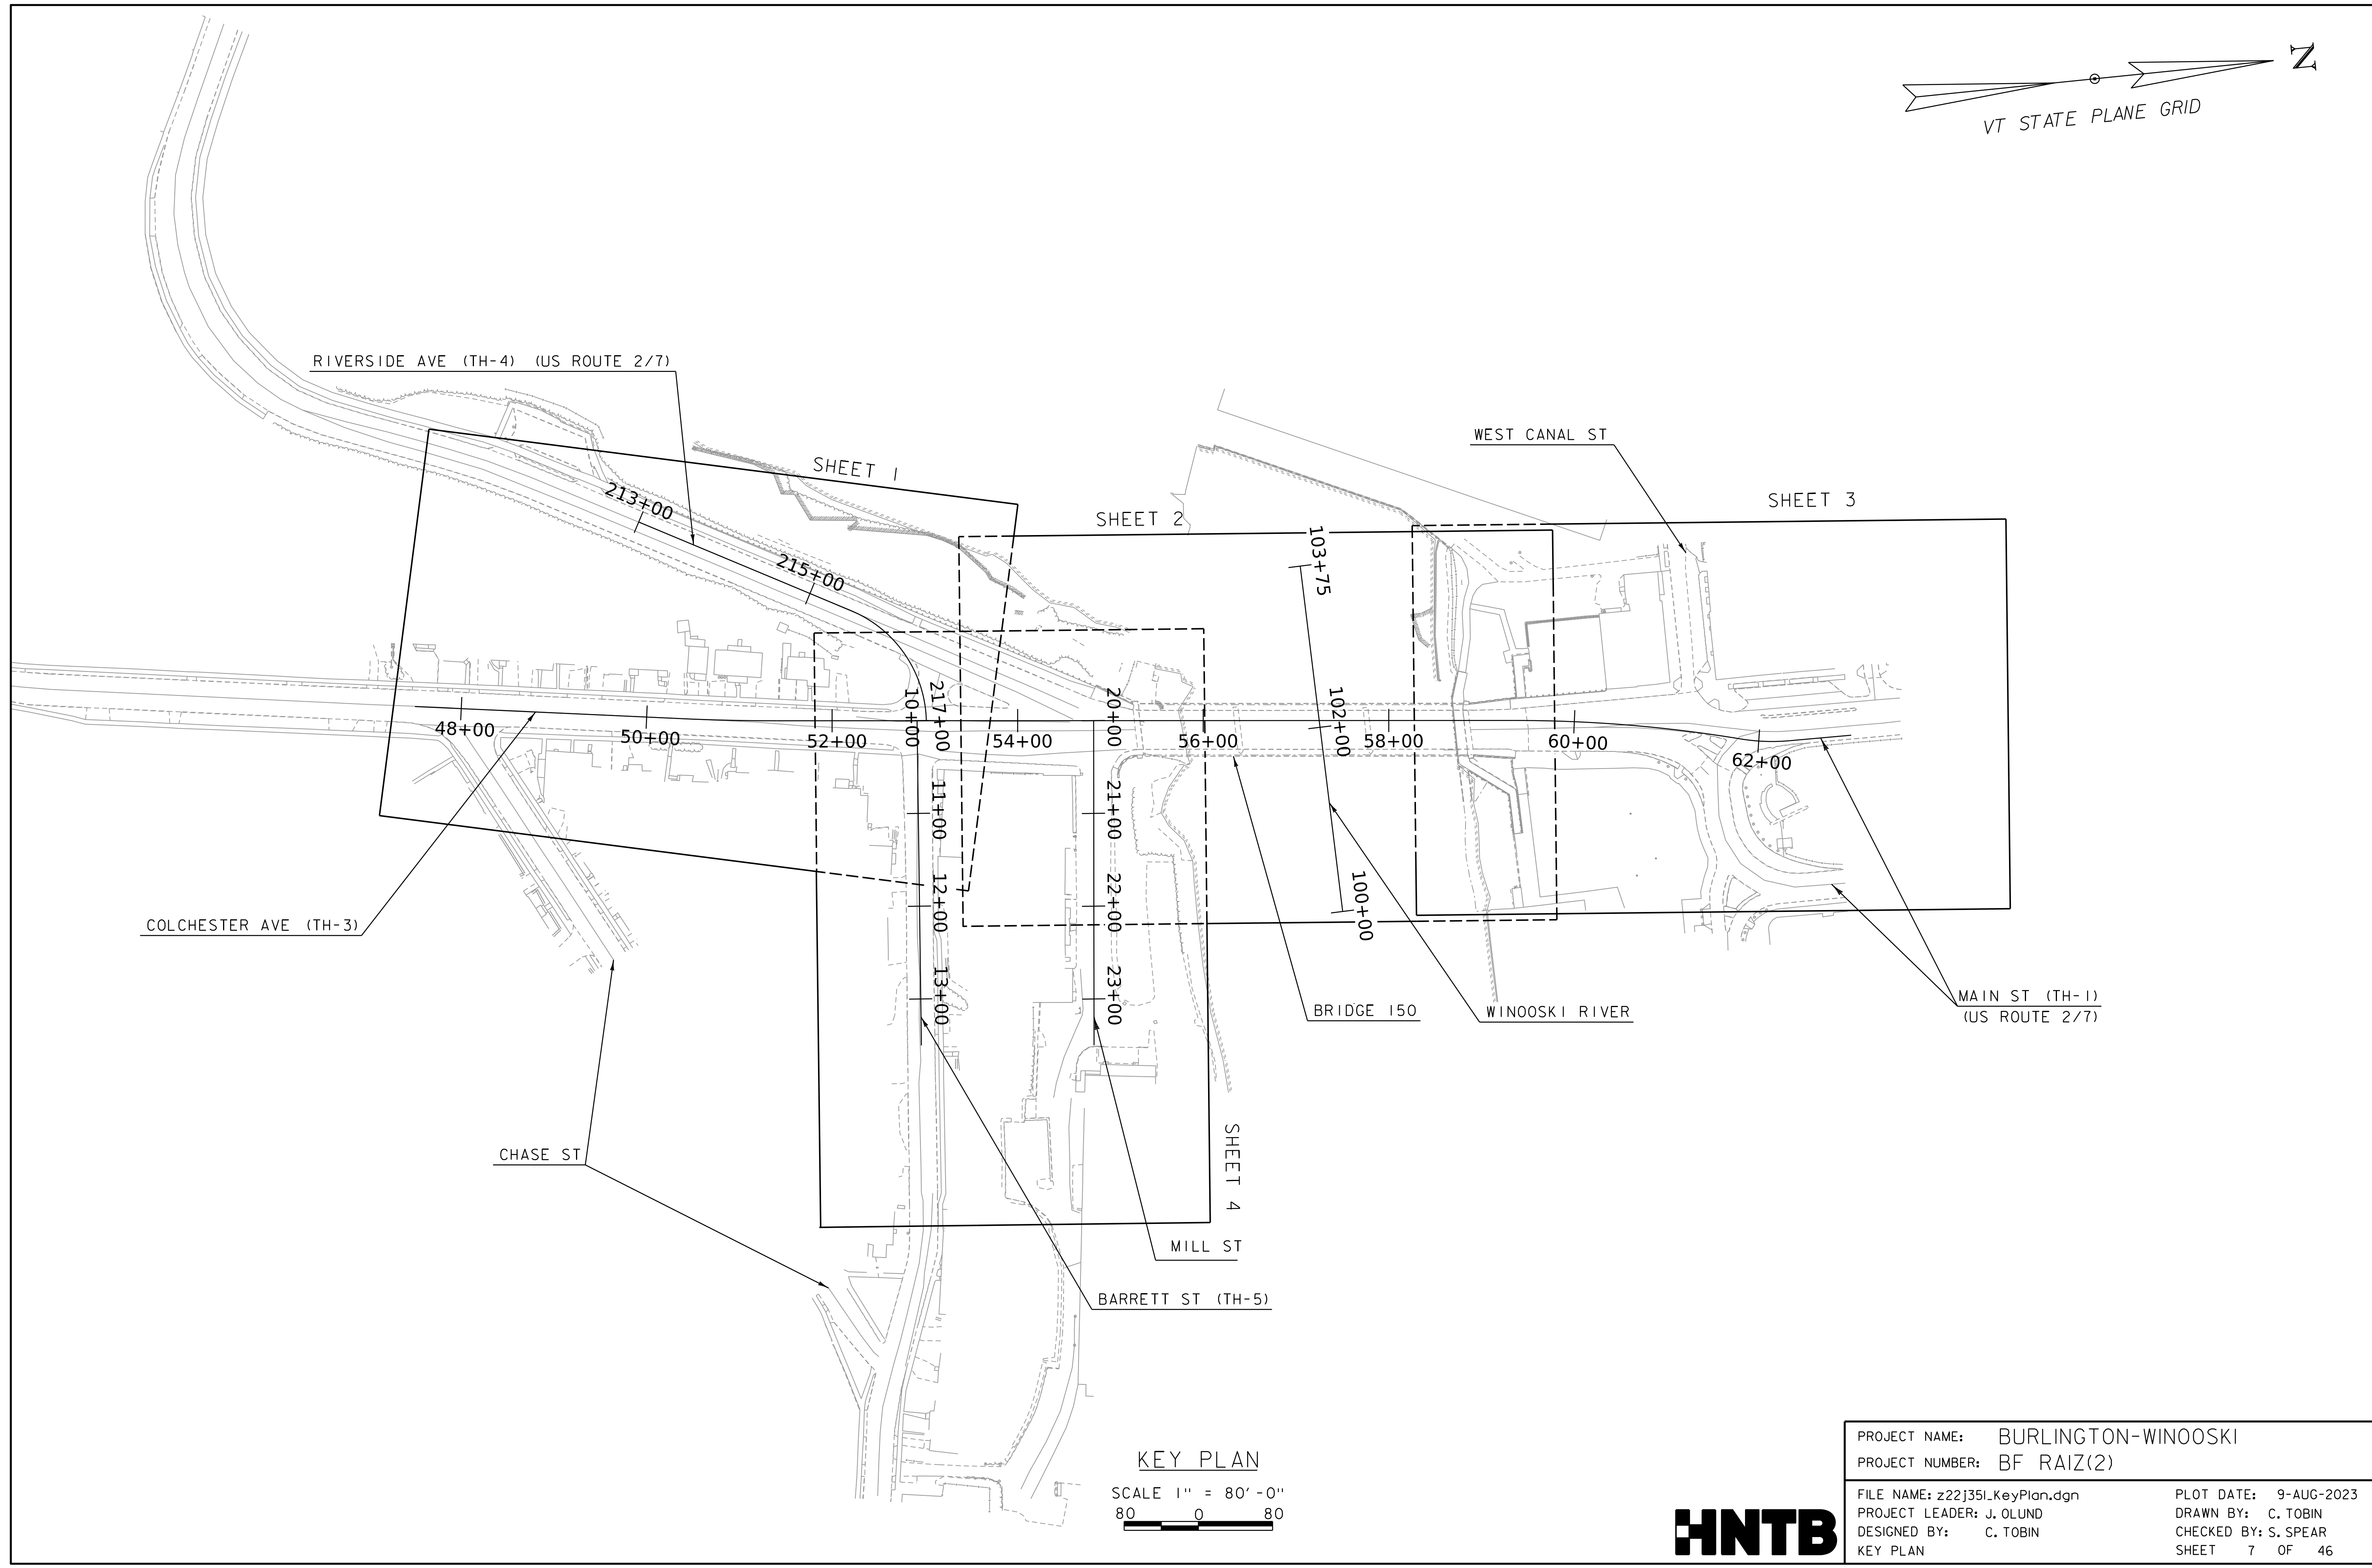 N
VT STATE PLANE GRID
RIVERSIDE AVE (TH-4) (US ROUTE 2/7)
WEST CANAL ST
SHEET 1
SHEET 2
SHEET 3
213+00
215+00
103+75
217+00
10+00
20+00
102+00
48+00
50+00
52+00
54+00
56+00
58+00
60+00
62+00
11+00
21+00
12+00
22+00
100+00
COLCHESTER AVE (TH-3)
13+00
23+00
BRIDGE 150
WINOOSKI RIVER
MAIN ST (TH-1)
(US ROUTE 2/7)
CHASE ST
SHEET 4
MILL ST
BARRETT ST (TH-5)
KEY PLAN
SCALE 1" = 80'-0"
80 0 80
HNTB
PROJECT NAME: BURLINGTON-WINOOSKI
PROJECT NUMBER: BF RAIZ(2)
FILE NAME: z22j351_KeyPlan.dgn PLOT DATE: 9-AUG-2023
PROJECT LEADER: J. OLUND DRAWN BY: C. TOBIN
DESIGNED BY: C. TOBIN CHECKED BY: S. SPEAR
KEY PLAN SHEET 7 OF 46